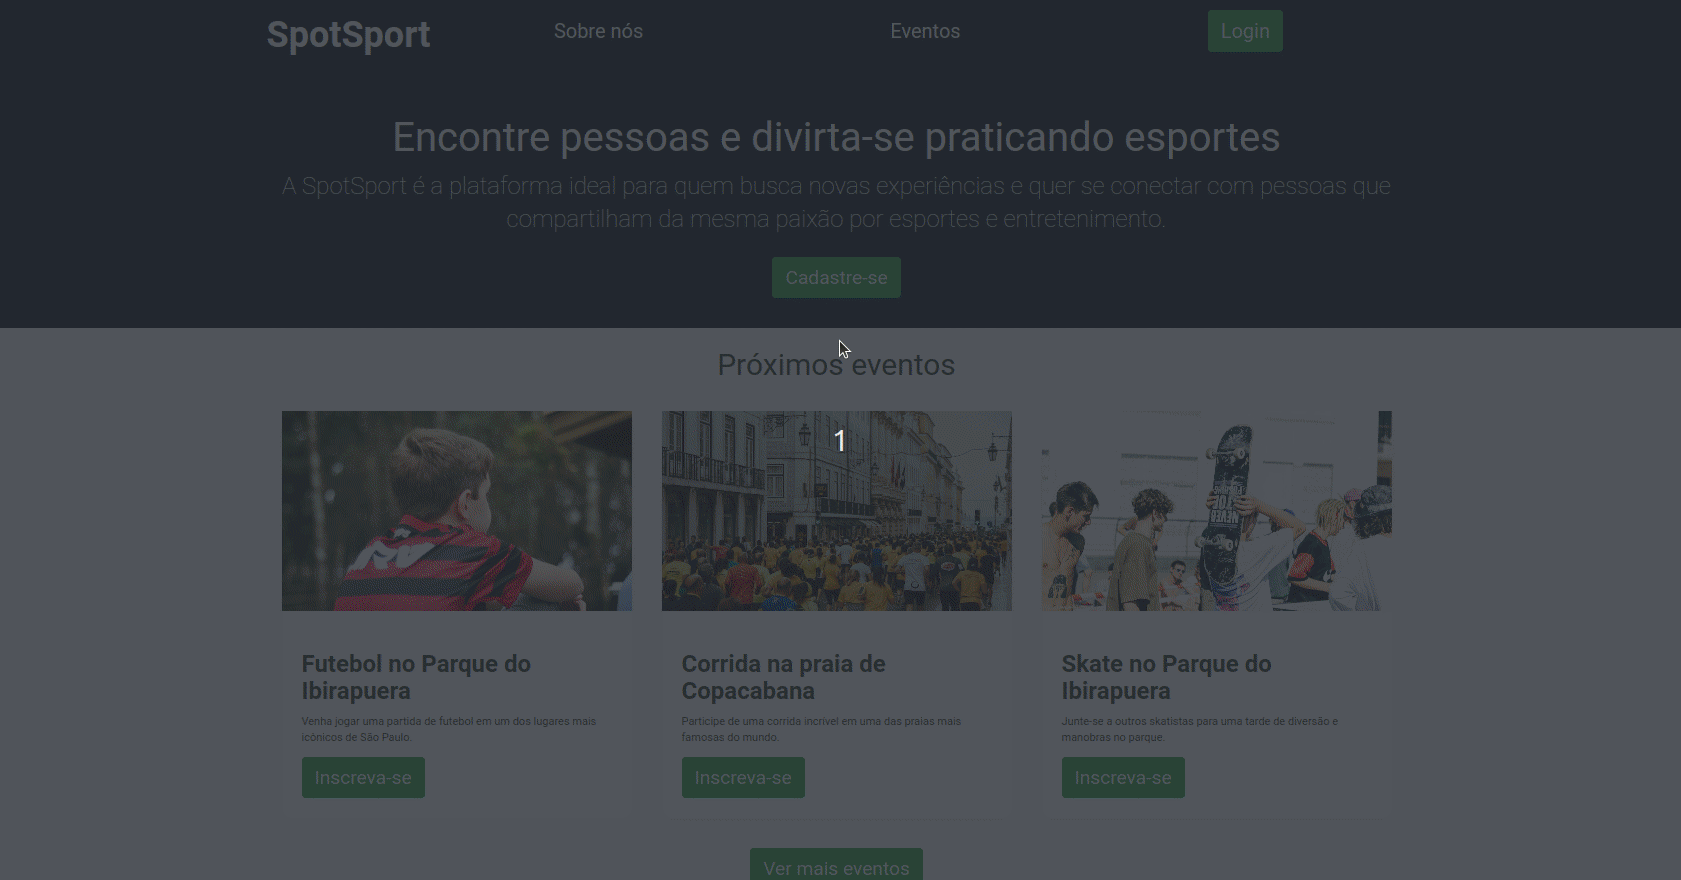 SpotSport
Sobre nós
Eventos
Login
Encontre pessoas e divirta-se praticando esportes
A SpotSport é a plataforma ideal para quem busca novas experiências e quer se conectar com pessoas que
compartilham da mesma paixão por esportes e entretenimento.
Cadastre-se
Próximos eventos
1
Futebol no Parque do
Ibirapuera
Venha jogar uma partida de futebol em um dos lugares mais
icônicos de São Paulo.
Inscreva-se
Corrida na praia de
Copacabana
Participe de uma corrida incrível em uma das praias mais
famosas do mundo.
Inscreva-se
Skate no Parque do
Ibirapuera
Junte-se a outros skatistas para uma tarde de diversão e
manobras no parque.
Inscreva-se
Ver mais eventos